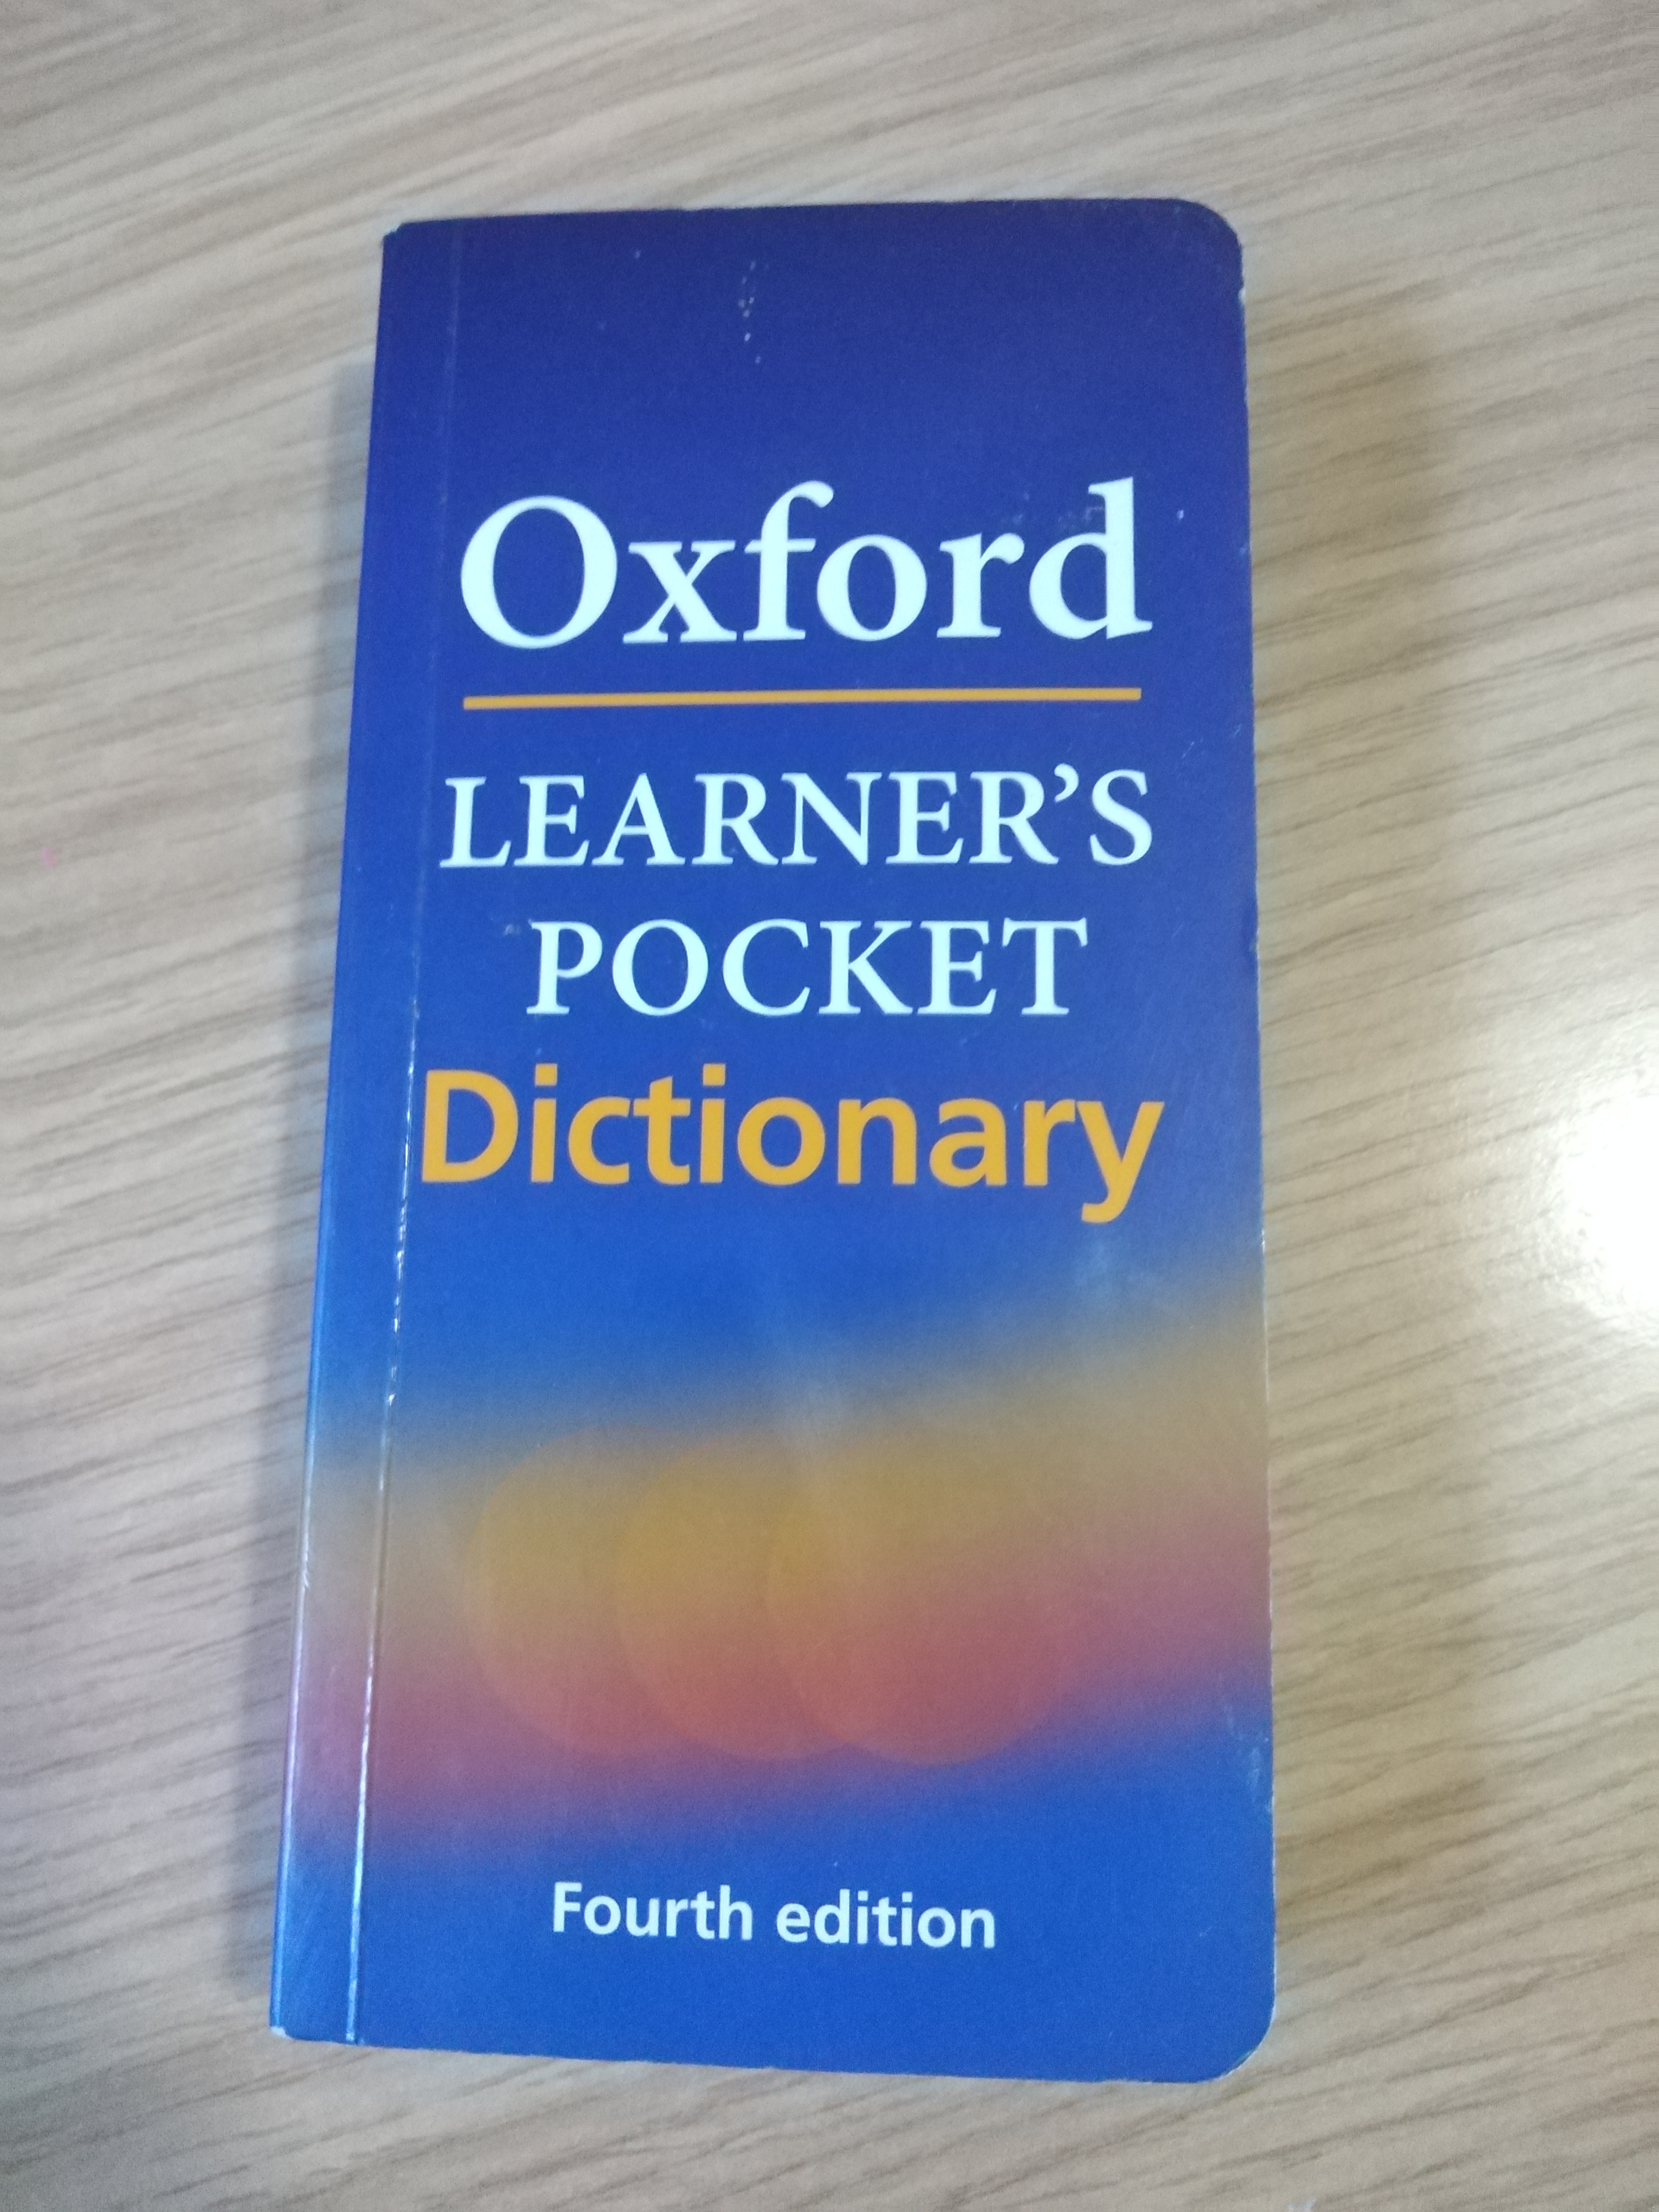 Oxford
LEARNER’S
POCKET
Dictionary
Fourth edition